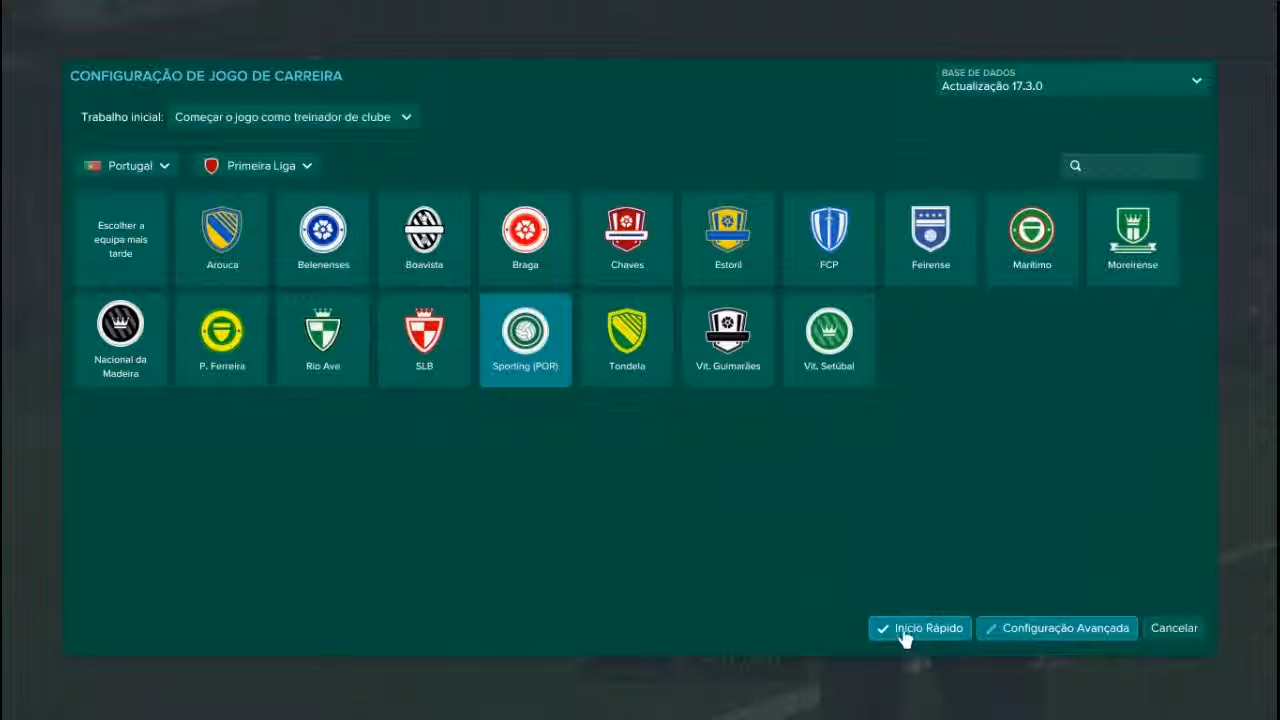 CONFIGURAÇÃO DE JOGO DE CARREIRA
BASE DE DADOS
Actualização 17.3.0
Trabalho inicial: Começar o jogo como treinador de clube
Portugal
Primeira Liga
Escolher a
equipa mais
tarde
Arouca
Belenenses
Boavista
Braga
Chaves
Estoril
FCP
Feirense
Marítimo
Moreirense
Nacional da
Madeira
P. Ferreira
Rio Ave
SLB
Sporting (POR)
Tondela
Vit. Guimarães
Vit. Setúbal
Início Rápido
Configuração Avançada
Cancelar